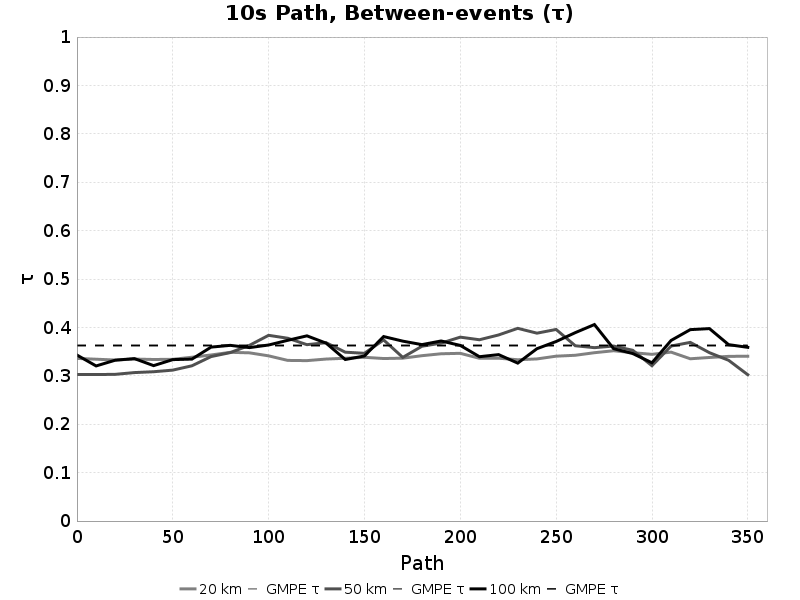 10s Path, Between-events (τ)
1
0.9
0.8
0.7
0.6
0.5
0.4
0.3
0.2
0.1
0
τ
0 50 100 150 200 250 300 350
Path
20 km GMPE τ 50 km GMPE τ 100 km GMPE τ